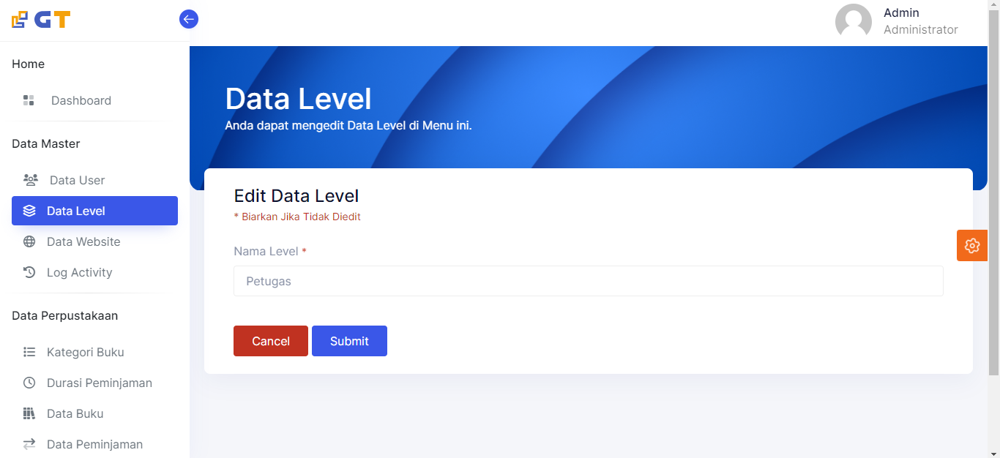 GT
Admin
Administrator
Home
Dashboard
Data Master
Data User
Data Level
Data Website
Log Activity
Data Perpustakaan
Kategori Buku
Durasi Peminjaman
Data Buku
Data Peminjaman
Data Level
Anda dapat mengedit Data Level di Menu ini.
Edit Data Level
* Biarkan Jika Tidak Diedit
Nama Level *
Petugas
Cancel Submit